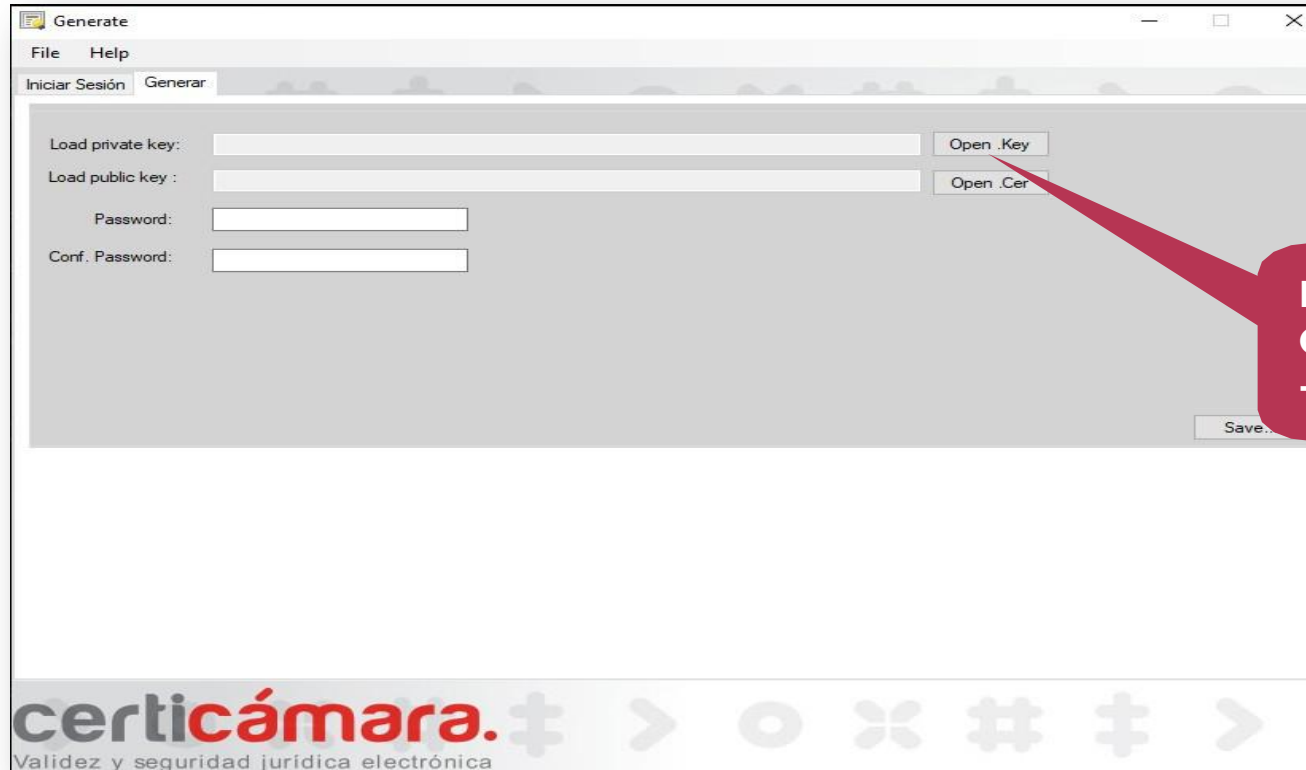 Generate
File Help
Iniciar Sesión Generar
Load private key: Open .Key
Load public key : Open .Cer
Password:
Conf. Password:
Save..
certicámara.
Validez y seguridad jurídica electrónica